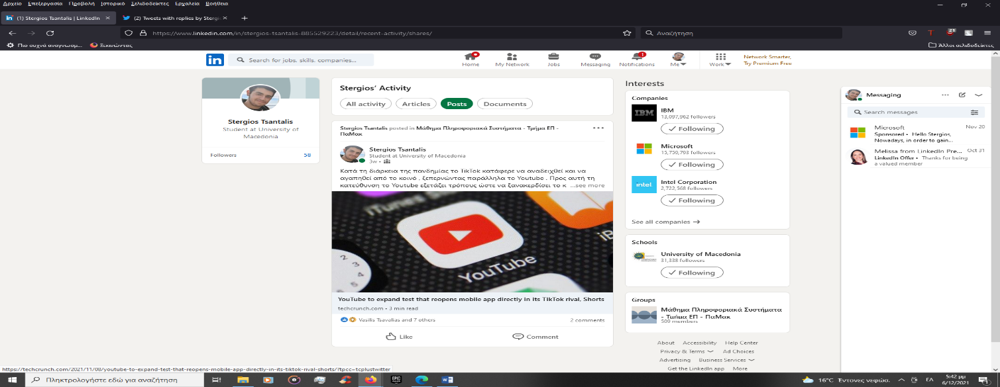 Αρχείο Επεξεργασία Προβολή Ιστορικό Σελιδοδείκτες Εργαλεία Βοήθεια
in (1) Stergios Tsantalis | LinkedIn × (2) Tweets with replies by Stergi × +
https://www.linkedin.com/in/stergios-tsantalis-885529223/detail/recent-activity/shares/ Αναζήτηση 21
Πιο συχνά αναγνωσμ... Ξεκινώντας Άλλοι σελιδοδείκτες
in Search for jobs, skills, companies...
Home My Network Jobs Messaging 1 Notifications Me Work
Network Smarter,
Try Premium Free
Stergios Tsantalis
Student at University of
Macedonia
Followers 58
Stergios' Activity
All activity Articles Posts Documents
Stergios Tsantalis posted in Μάθημα Πληροφοριακά Συστήματα - Τμήμα ΕΠ -
ΠαΜακ
Stergios Tsantalis
Student at University of Macedonia
3w •
Κατά τη διάρκεια της πανδημίας το TikTok κατάφερε να αναδειχθεί και να
αγαπηθεί από το κοινό , ξεπερνώντας παράλληλα το Youtube . Προς αυτή τη
κατεύθυνση το Youtube εξετάζει τρόπους ώστε να ξανακερδίσει το κ ...see more
iTunes
iB
YouTube
12
2
3
YouTube to expand test that reopens mobile app directly in its TikTok rival, Shorts
techcrunch.com • 3 min read
Vasilis Tsavalias and 7 others 2 comments
Like Comment
Interests
Companies
IBM
IBM
13,097,962 followers
Following
Microsoft
15,759,793 followers
Following
intel
Intel Corporation
2,722,568 followers
Following
See all companies →
Schools
University of Macedonia
31,338 followers
Following
Groups
Μάθημα Πληροφοριακά Συστήματα
- Τμήμα ΕΠ - ΠαΜακ
509 members
About Accessibility Help Center
Privacy & Terms Ad Choices
Advertising Business Services
Get the LinkedIn app More
Messaging
Search messages
Microsoft Nov 20
Sponsored • Hello Stergios,
Nowadays, in order to gain...
Melissa from LinkedIn Pre... Oct 31
LinkedIn Offer • Thanks for being
a valued member
https://techcrunch.com/2021/11/08/youtube-to-expand-test-that-reopens-mobile-app-directly-in-its-tiktok-rival-shorts/?tpcc=tcplustwitter
Πληκτρολογήστε εδώ για αναζήτηση EPIC 16°C Έντονες νεφώσ. ΕΛ
5:42 μμ
6/12/2021